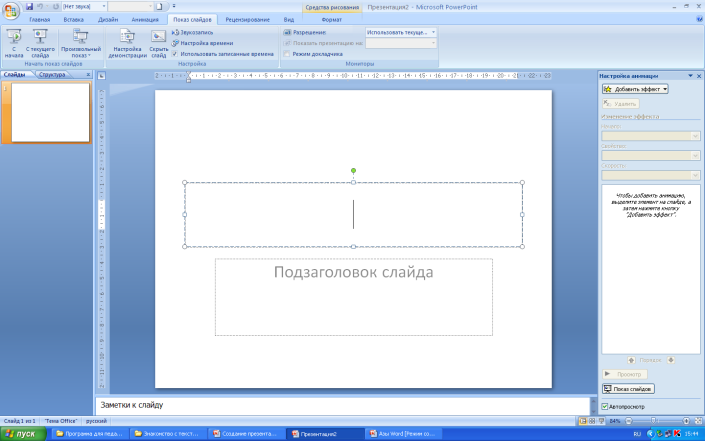 [Нет звука]
Средства рисования
Презентация2 - Microsoft PowerPoint
Главная Вставка Дизайн Анимация Показ слайдов Рецензирование Вид Формат
С начала
С текущего слайда
Произвольный показ
Начать показ слайдов
Настройка демонстрации
Скрыть слайд
Звукозапись
Настройка времени
Использовать записанные времена
Настройка
Разрешение: Использовать текуще...
Показать презентацию на:
Режим докладчика
Мониторы
Слайды Структура
1
Подзаголовок слайда
Заметки к слайду
Настройка анимации
Добавить эффект
Удалить
Изменение эффекта
Начало:
Свойство:
Скорость:
Чтобы добавить анимацию,
выделите элемент на слайде, а
затем нажмите кнопку
"Добавить эффект".
Порядок
Просмотр
Показ слайдов
Автопросмотр
Слайд 1 из 1 "Тема Office" русский 84%
пуск Программа для педа... Знакомство с текст... Создание презента... Презентация2 Азы Word [Режим со... RU 15:44